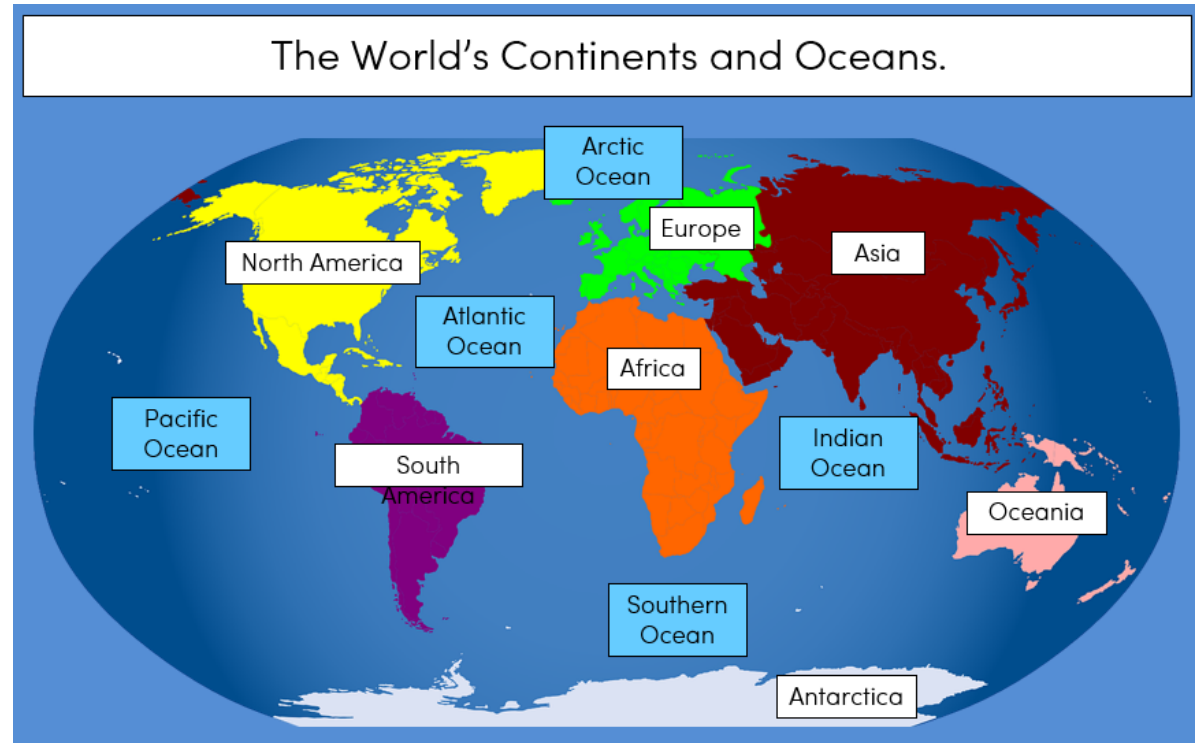 The World's Continents and Oceans.
Arctic
Ocean
Europe
Asia
North America
Atlantic
Ocean
Africa
Pacific
Ocean
Indian
Ocean
South
America
Oceania
Southern
Ocean
Antarctica